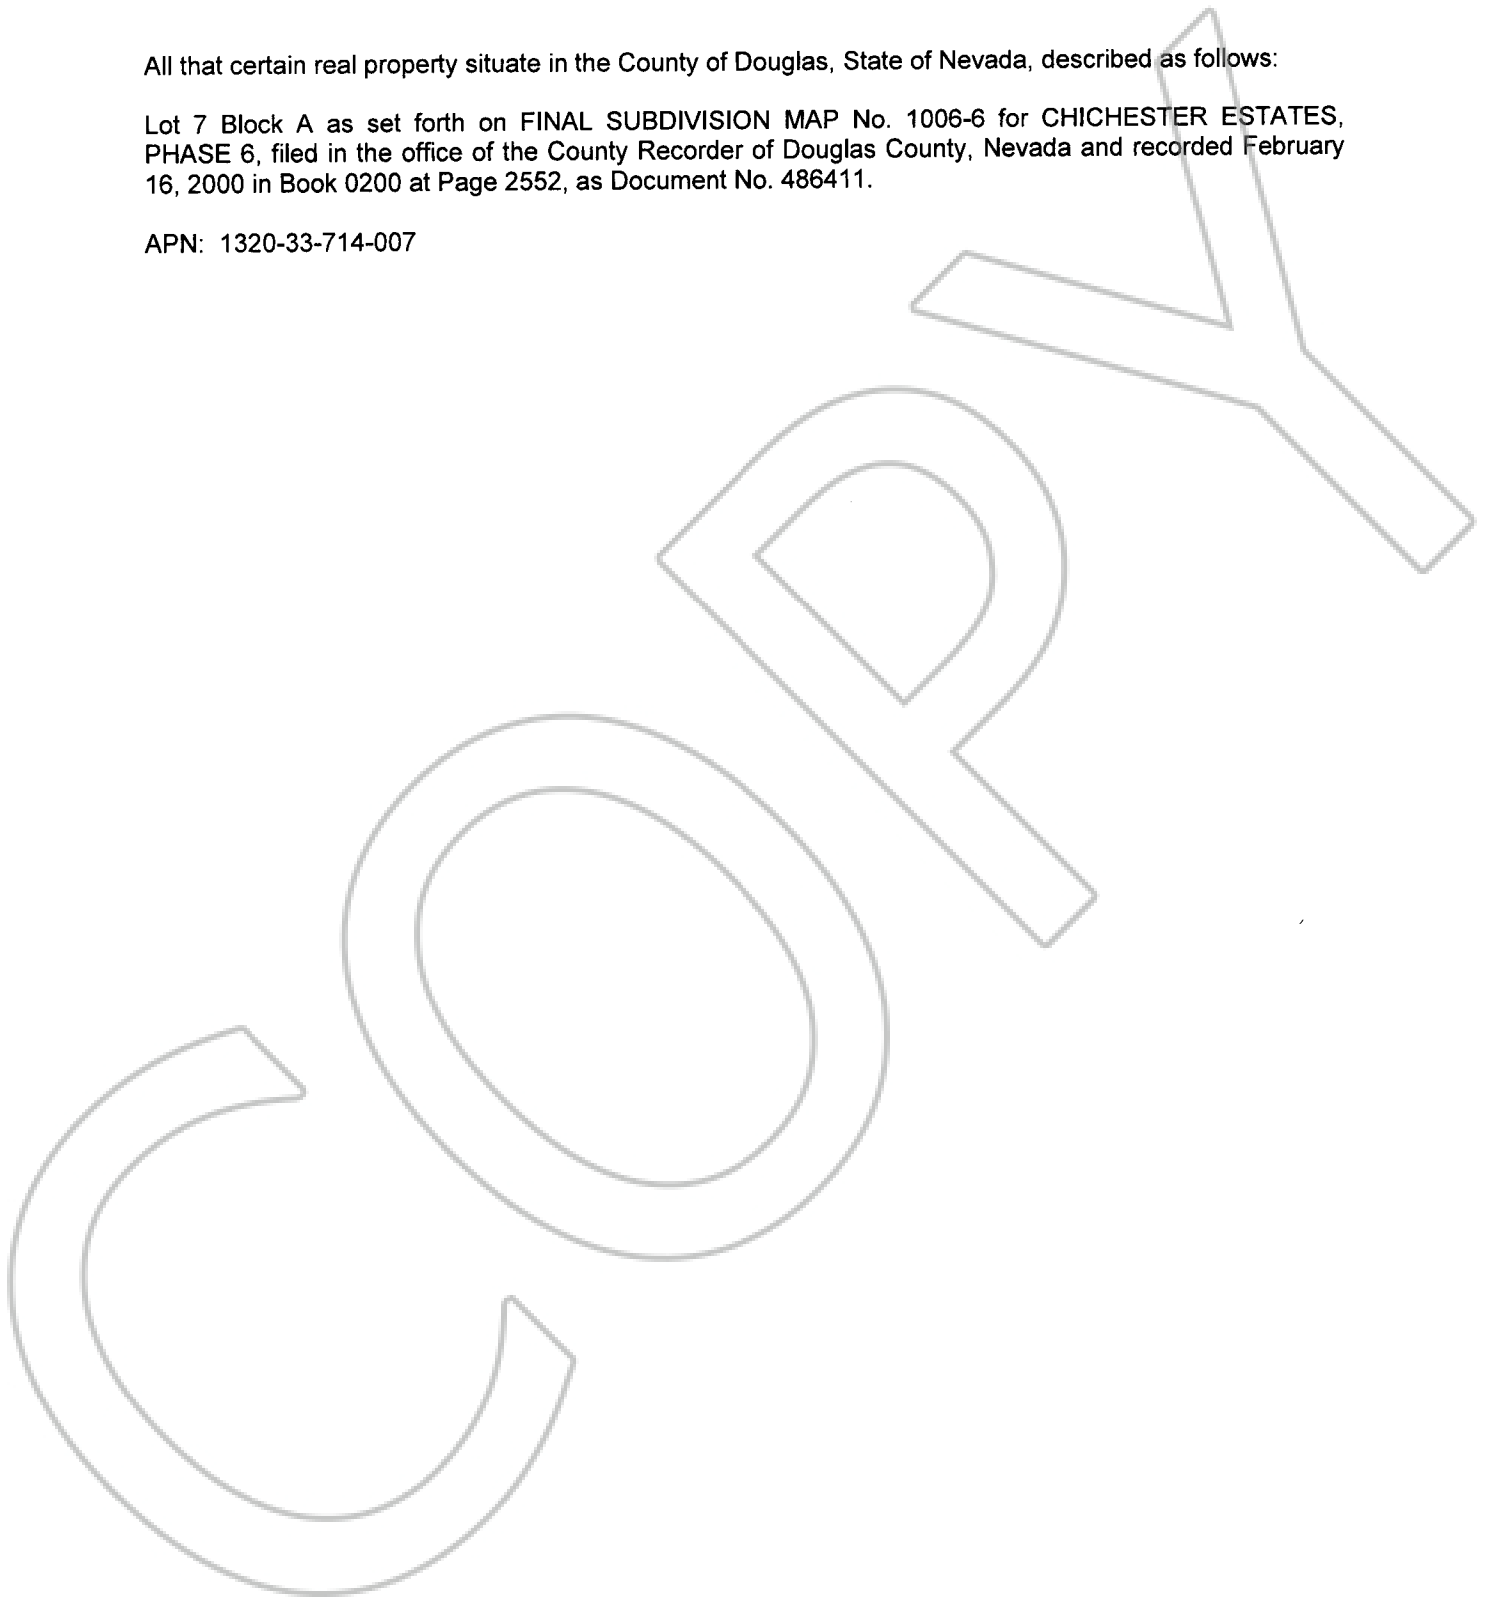 All that certain real property situate in the County of Douglas, State of Nevada, described as follows:
Lot 7 Block A as set forth on FINAL SUBDIVISION MAP No. 1006-6 for CHICHESTER ESTATES,
PHASE 6, filed in the office of the County Recorder of Douglas County, Nevada and recorded February
16, 2000 in Book 0200 at Page 2552, as Document No. 486411.
APN: 1320-33-714-007
COPY